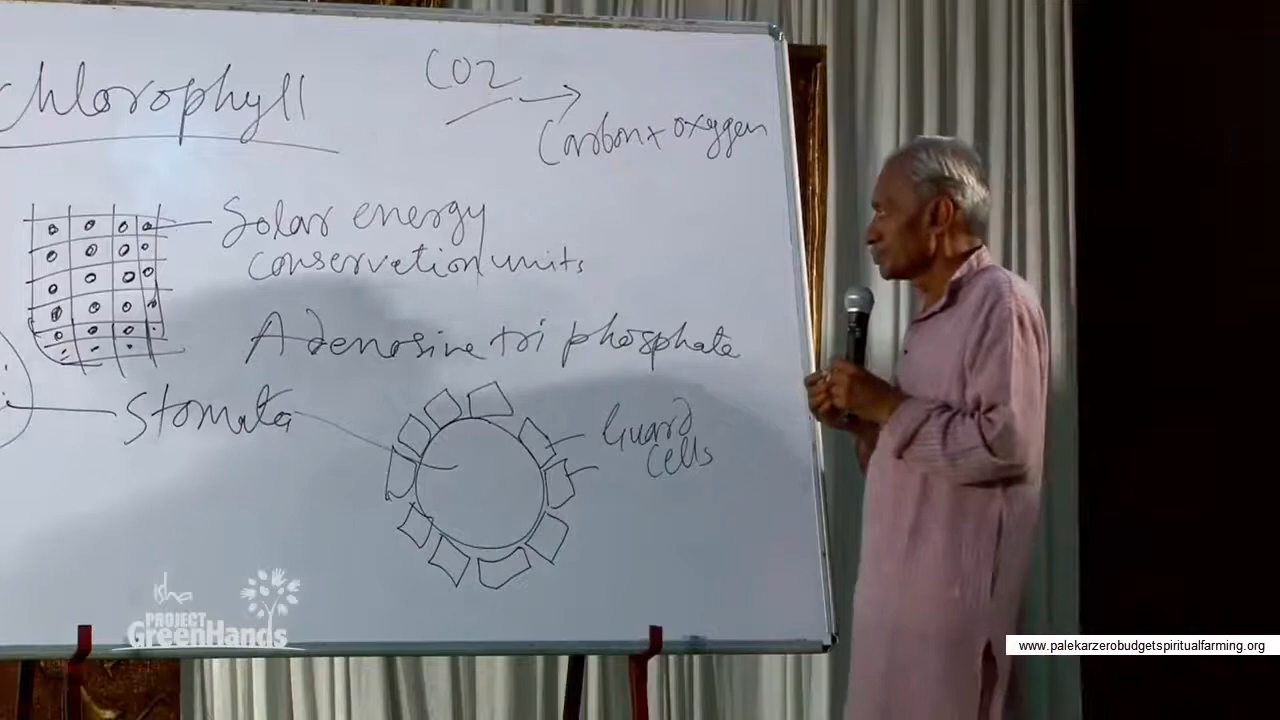 Chlorophyll
CO2
Carbon + oxygen
Solar energy
conservation units
Adenosine tri phosphate
Stomata
Guard
cells
isha
PROJECT
GreenHands
www.palekarzerobudgetspiritualfarming.org